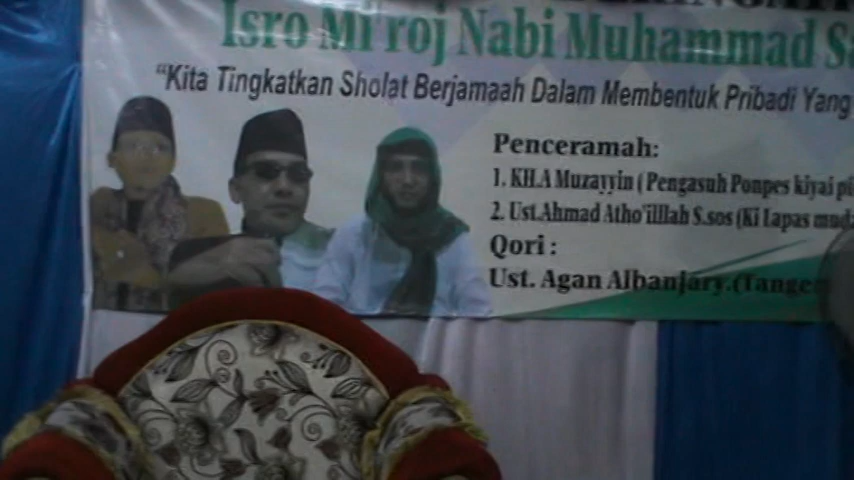 Isro Mi'roj Nabi Muhammad
"Kita Tingkatkan Sholat Berjamaah Dalam Membentuk Pribadi Yang
Penceramah:
1. KH.A Muzayyin ( Pengasuh Ponpes kiyai
2. Ust.Ahmad Atho'illlah S.sos (Ki Lapas
Qori :
Ust. Agan Albanjary.